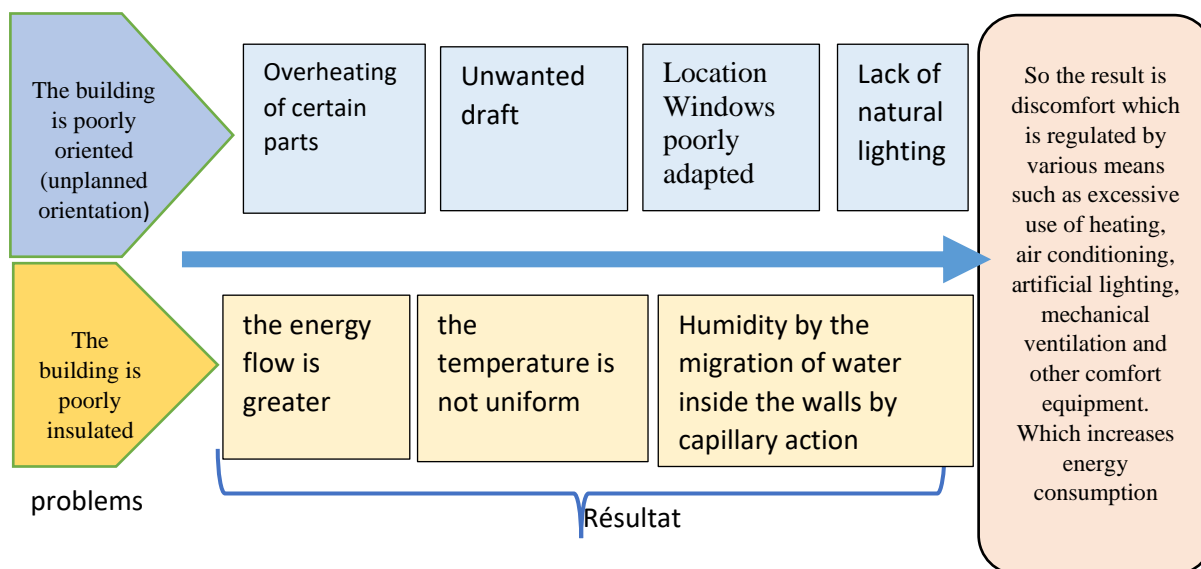 The building
is poorly
oriented
(unplanned
orientation)
Overheating
of certain
parts
Unwanted
draft
Location
Windows
poorly
adapted
Lack of
natural
lighting
The
building is
poorly
insulated
the energy
flow is
greater
the
temperature is
not uniform
Humidity by the
migration of water
inside the walls by
capillary action
So the result is
discomfort which
is regulated by
various means
such as excessive
use of heating,
air conditioning,
artificial lighting,
mechanical
ventilation and
other comfort
equipment.
Which increases
energy
consumption
problems
Résultat